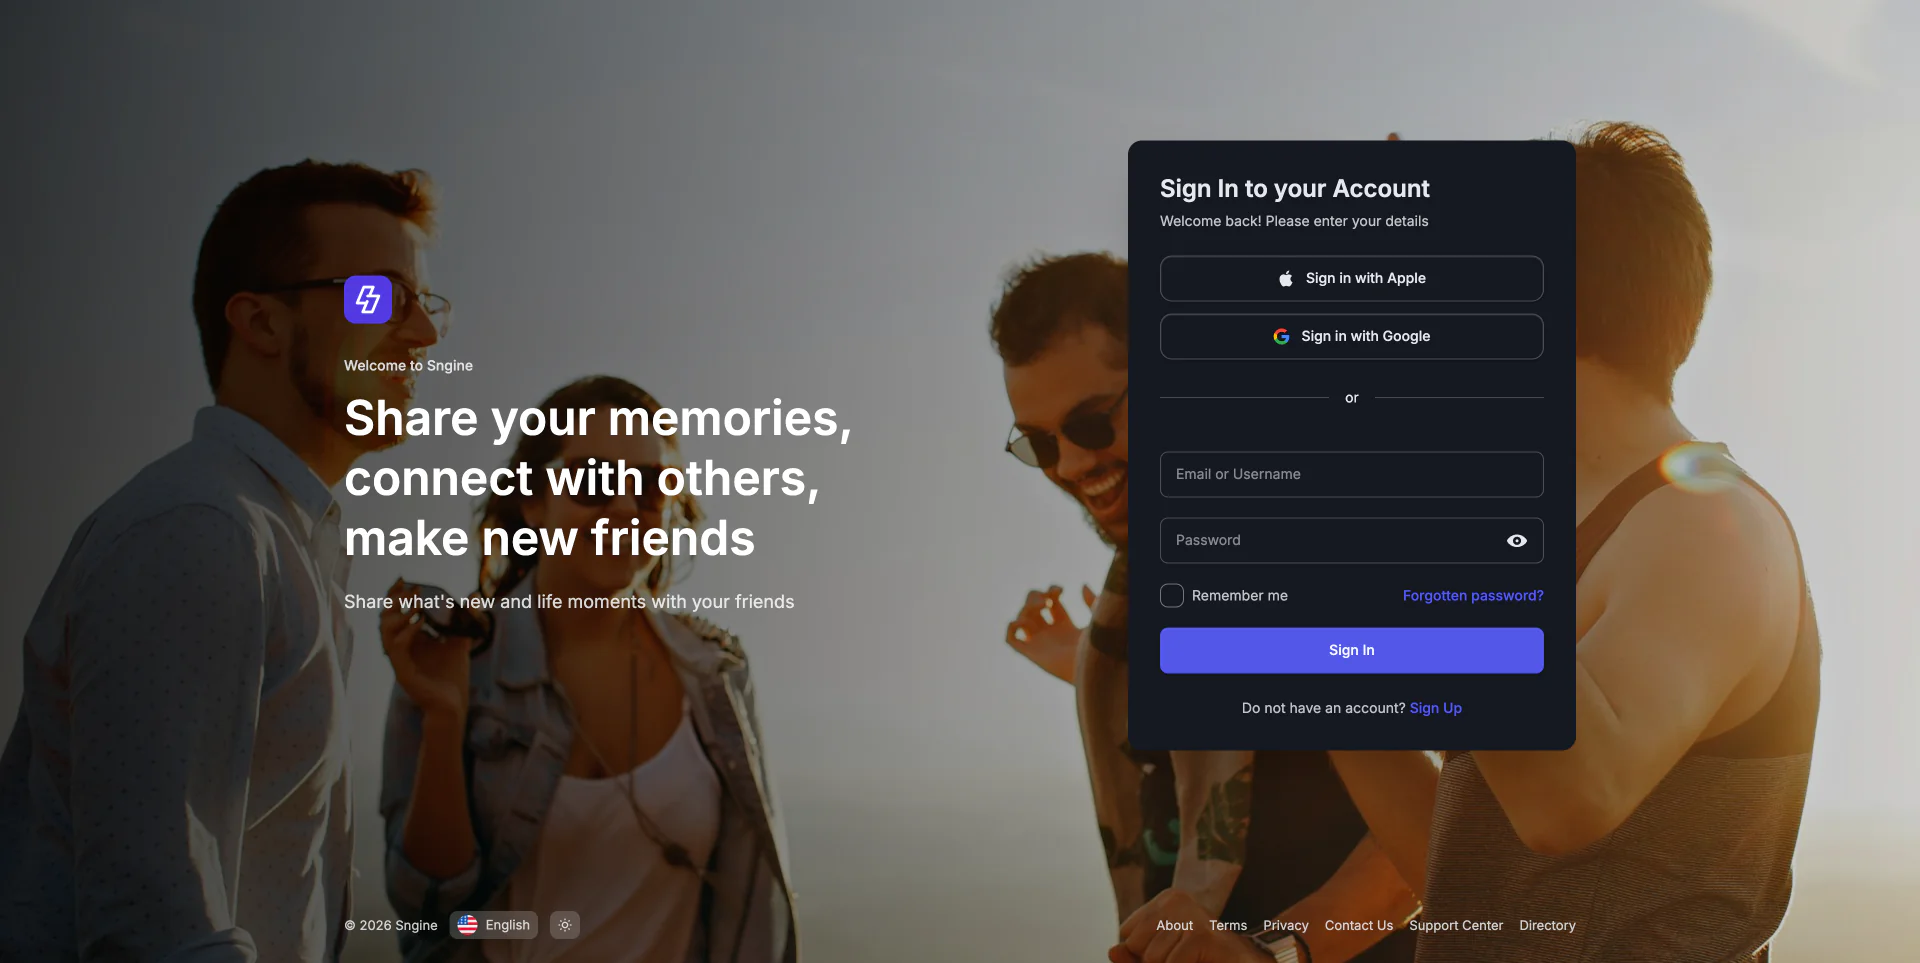 Welcome to Sngine
Share your memories,
connect with others,
make new friends
Share what's new and life moments with your friends
Sign In to your Account
Welcome back! Please enter your details
Sign in with Apple
Sign in with Google
or
Email or Username
Password
Remember me
Forgotten password?
Sign In
Do not have an account? Sign Up
© 2026 Sngine
English
About
Terms
Privacy
Contact Us
Support Center
Directory